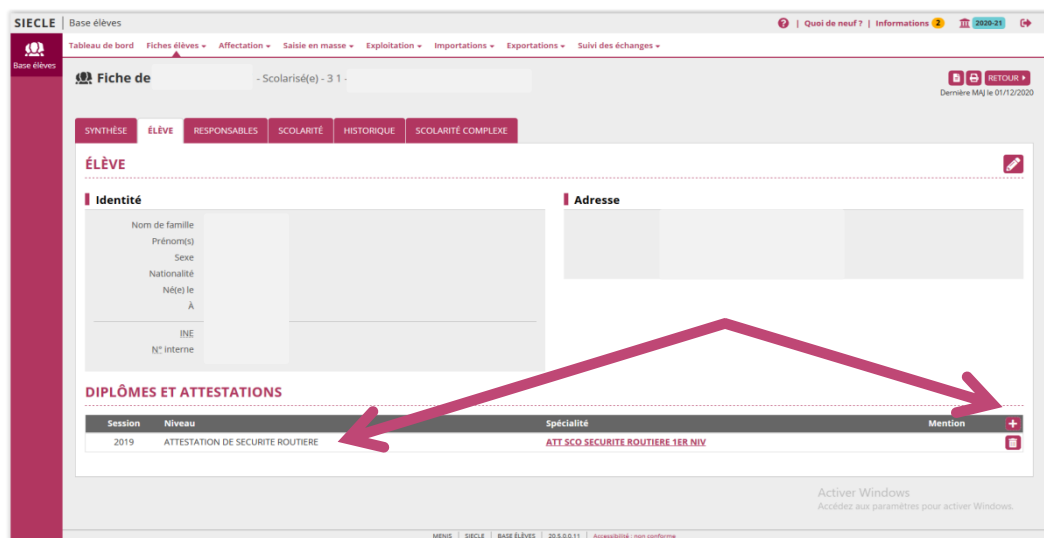 SIECLE | Base élèves ? | Quoi de neuf ? | Informations 2 2020-21
Base élèves
Tableau de bord Fiches élèves Affectation Saisie en masse Exploitation Importations Exportations Suivi des échanges
Fiche de - Scolarisé(e) - 3 1 -
RETOUR
Dernière MAJ le 01/12/2020
SYNTHÈSE ÉLÈVE RESPONSABLES SCOLARITÉ HISTORIQUE SCOLARITÉ COMPLEXE
ÉLÈVE
Identité
Nom de famille
Prénom(s)
Sexe
Nationalité
Né(e) le
À
INE
N° interne
Adresse
DIPLÔMES ET ATTESTATIONS
Session Niveau Spécialité Mention +
2019 ATTESTATION DE SECURITE ROUTIERE ATT SCO SECURITE ROUTIERE 1ER NIV
Activer Windows
Accédez aux paramètres pour activer Windows.
MENJS | SIECLE | BASE ÉLÈVES | 20.5.0.0.11 | Accessibilité : non conforme